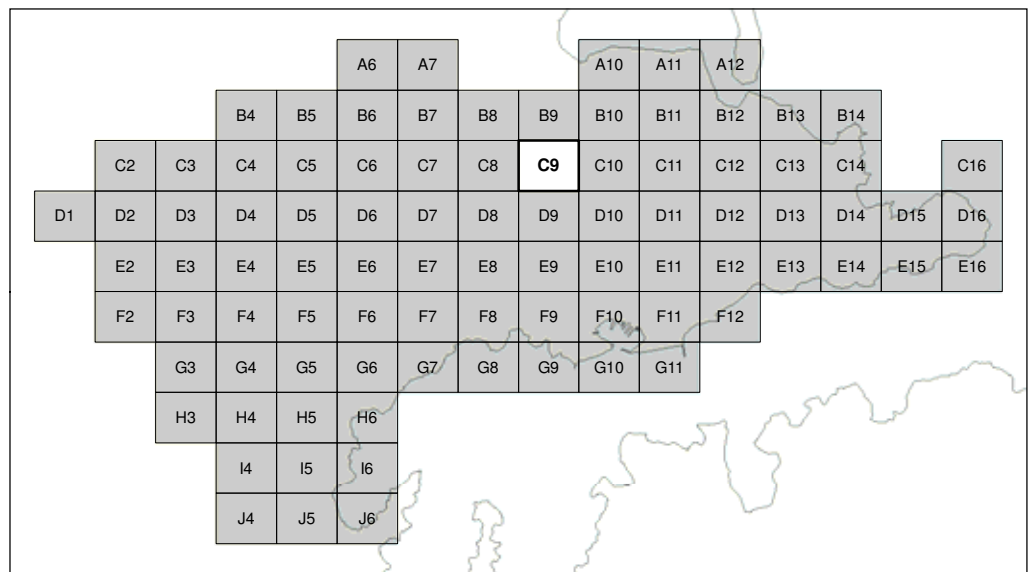 A6 A7 A10 A11 A12
B4 B5 B6 B7 B8 B9 B10 B11 B12 B13 B14
C2 C3 C4 C5 C6 C7 C8 C9 C10 C11 C12 C13 C14 C16
D1 D2 D3 D4 D5 D6 D7 D8 D9 D10 D11 D12 D13 D14 D15 D16
E2 E3 E4 E5 E6 E7 E8 E9 E10 E11 E12 E13 E14 E15 E16
F2 F3 F4 F5 F6 F7 F8 F9 F10 F11 F12
G3 G4 G5 G6 G7 G8 G9 G10 G11
H3 H4 H5 H6
I4 I5 I6
J4 J5 J6